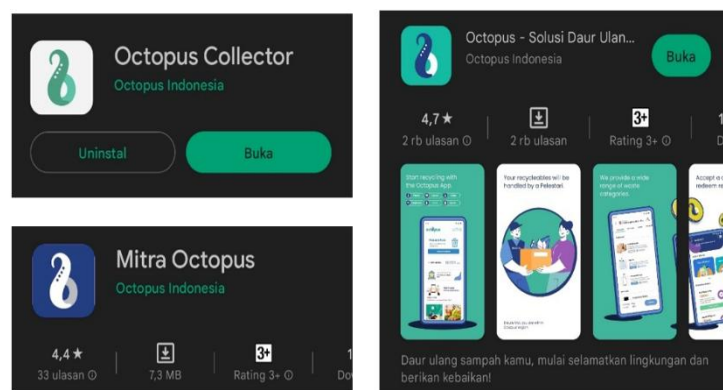 Octopus Collector
Octopus Indonesia
Uninstal
Buka
Mitra Octopus
Octopus Indonesia
4,4★
33 ulasan
7,3 MB
3+
Rating 3+
Octopus - Solusi Daur Ulan...
Octopus Indonesia
Buka
4,7★
2 rb ulasan
2 rb ulasan
3+
Rating 3+
Start recycling with
the Octopus App.
Your recycleables will be
handled by a Pelestari.
We provide a wide
range of waste
categories.
Daur ulang sampah kamu, mulai selamatkan lingkungan dan
berikan kebaikan!